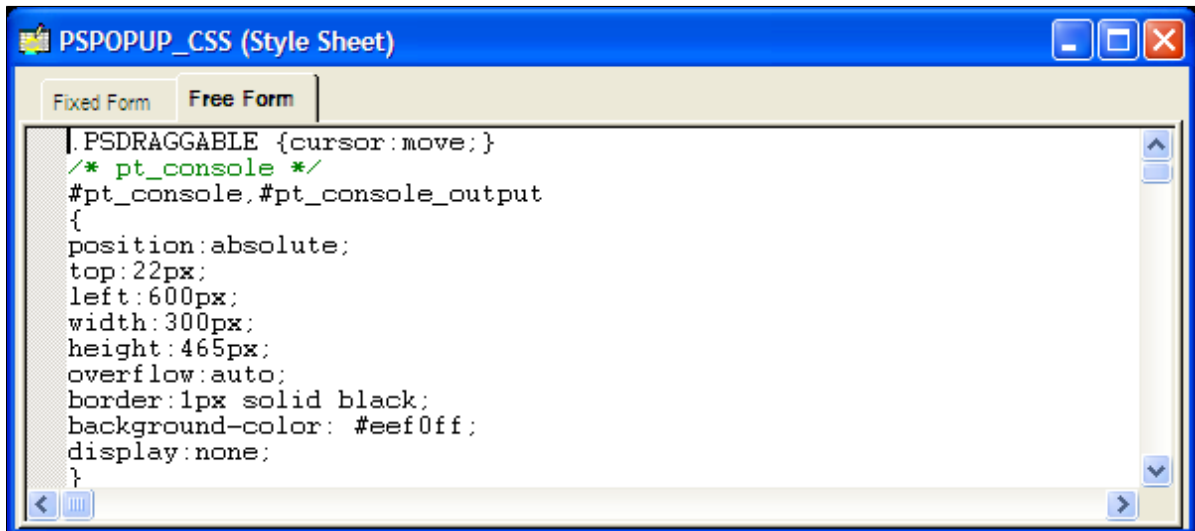 PSPOPUP_CSS (Style Sheet)
Fixed Form Free Form
.PSDRAGGABLE {cursor:move;}
/* pt_console */
#pt_console,#pt_console_output
{
position:absolute;
top:22px;
left:600px;
width:300px;
height:465px;
overflow:auto;
border:1px solid black;
background-color: #eef0ff;
display:none;
}